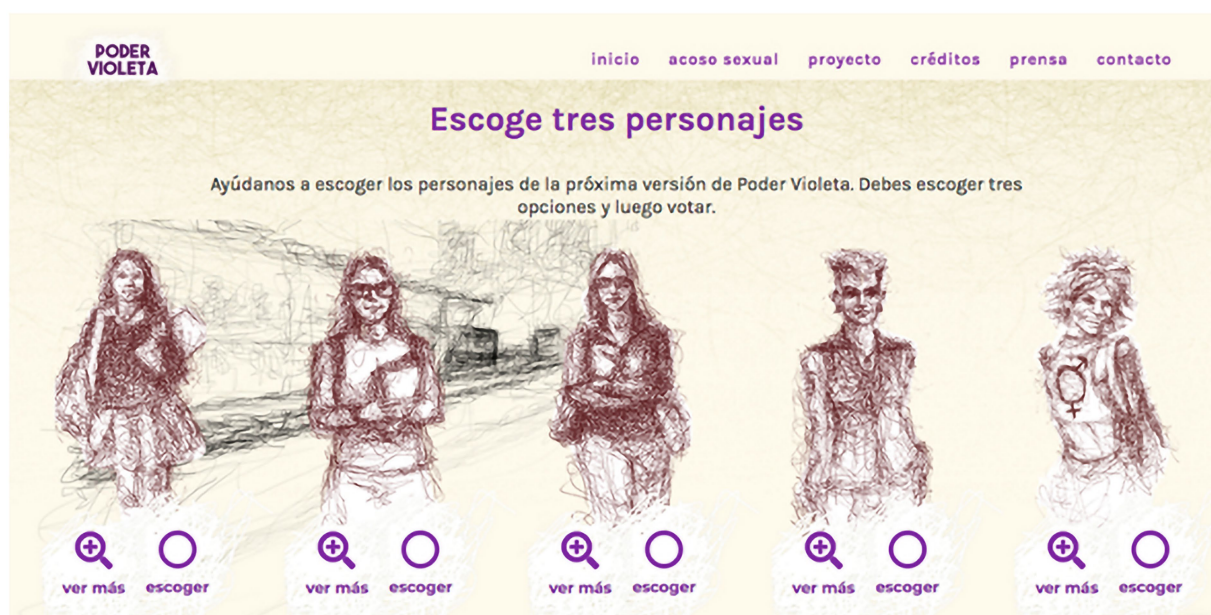 PODER
VIOLETA
inicio acoso sexual proyecto créditos prensa contacto
Escoge tres personajes
Ayúdanos a escoger los personajes de la próxima versión de Poder Violeta. Debes escoger tres
opciones y luego votar.
ver más escoger ver más escoger ver más escoger ver más escoger ver más escoger